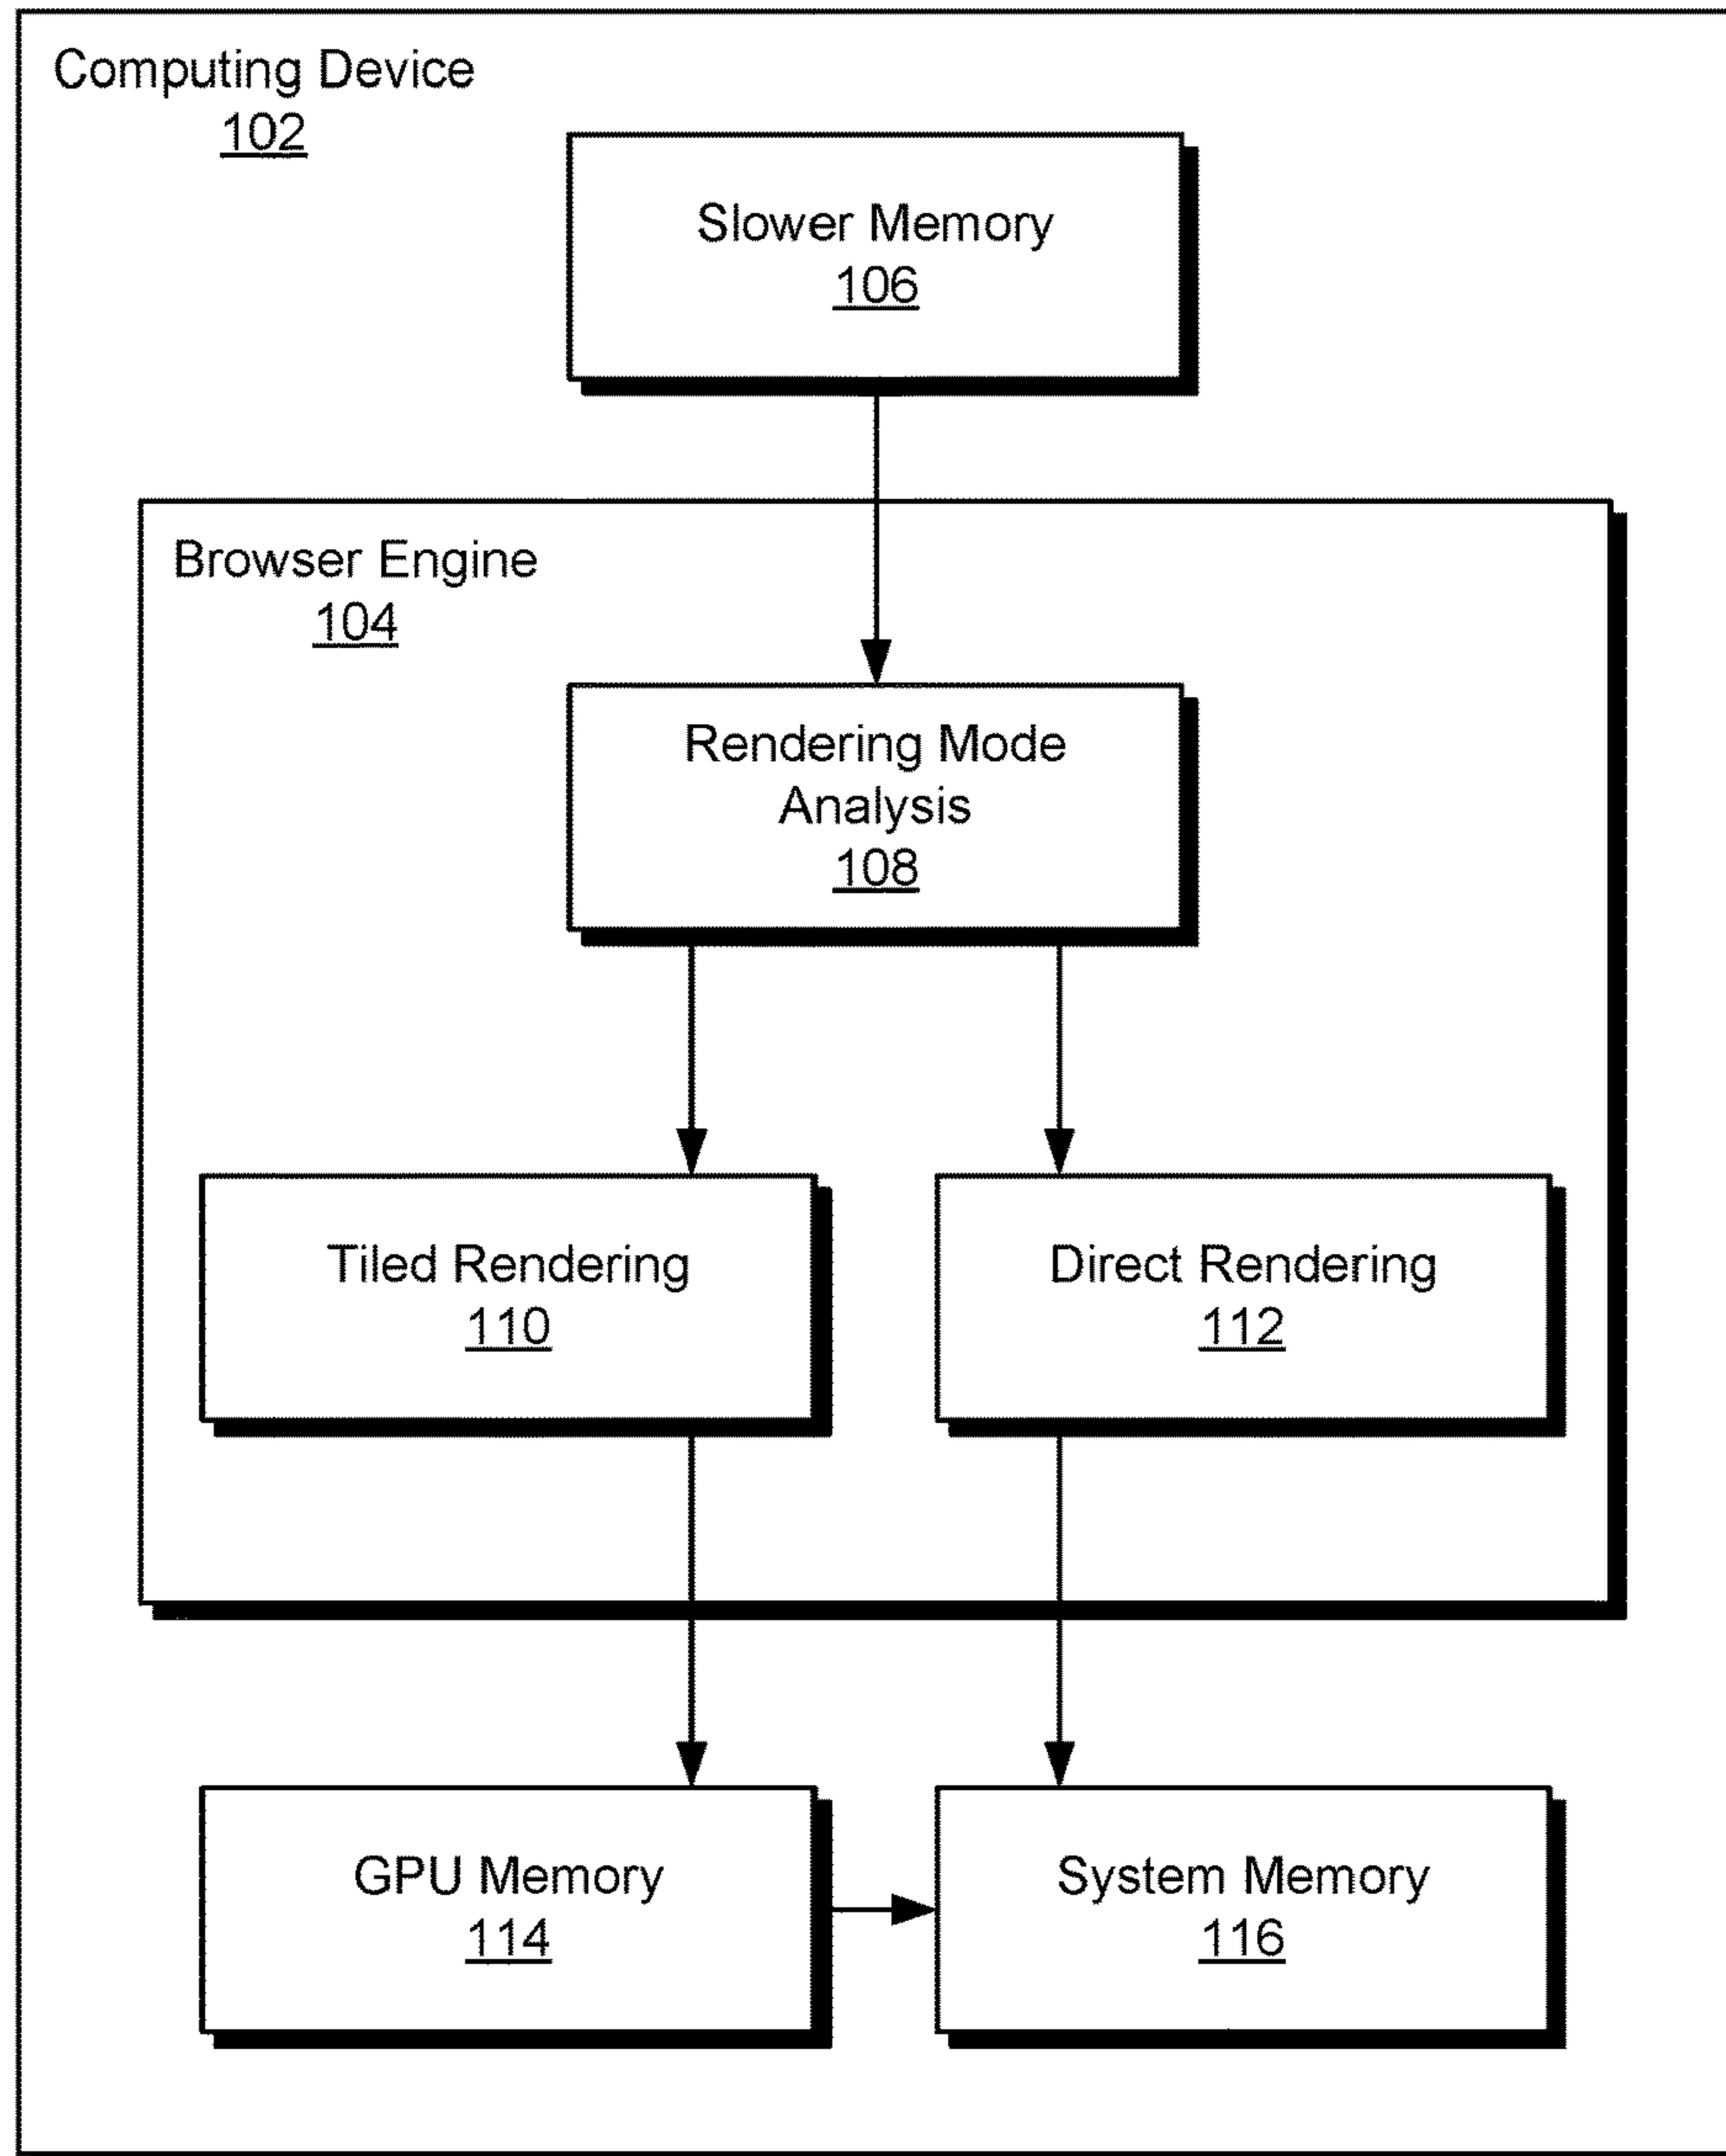 Computing Device
102
Slower Memory
106
Browser Engine
104
Rendering Mode
Analysis
108
Tiled Rendering
110
Direct Rendering
112
GPU Memory
114
System Memory
116